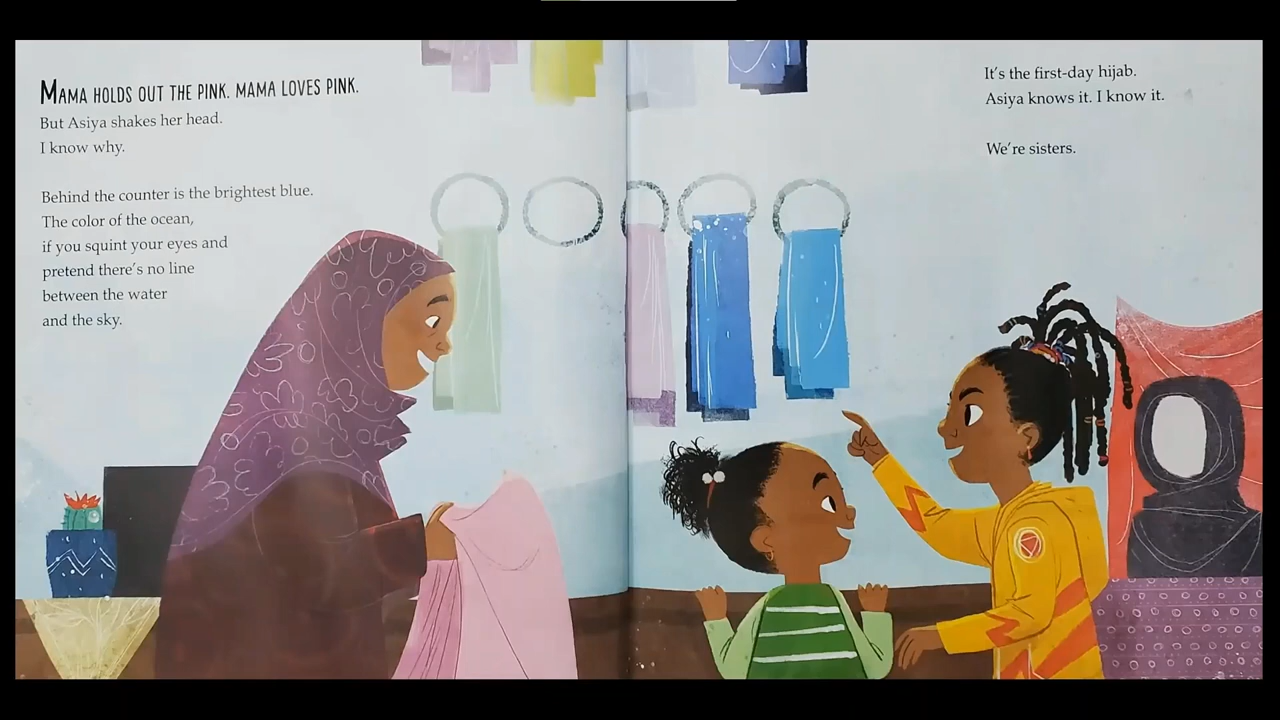 MAMA HOLDS OUT THE PINK. MAMA LOVES PINK.
But Asiya shakes her head.
I know why.
Behind the counter is the brightest blue.
The color of the ocean,
if you squint your eyes and
pretend there's no line
between the water
and the sky.
It's the first-day hijab.
Asiya knows it. I know it.
We're sisters.